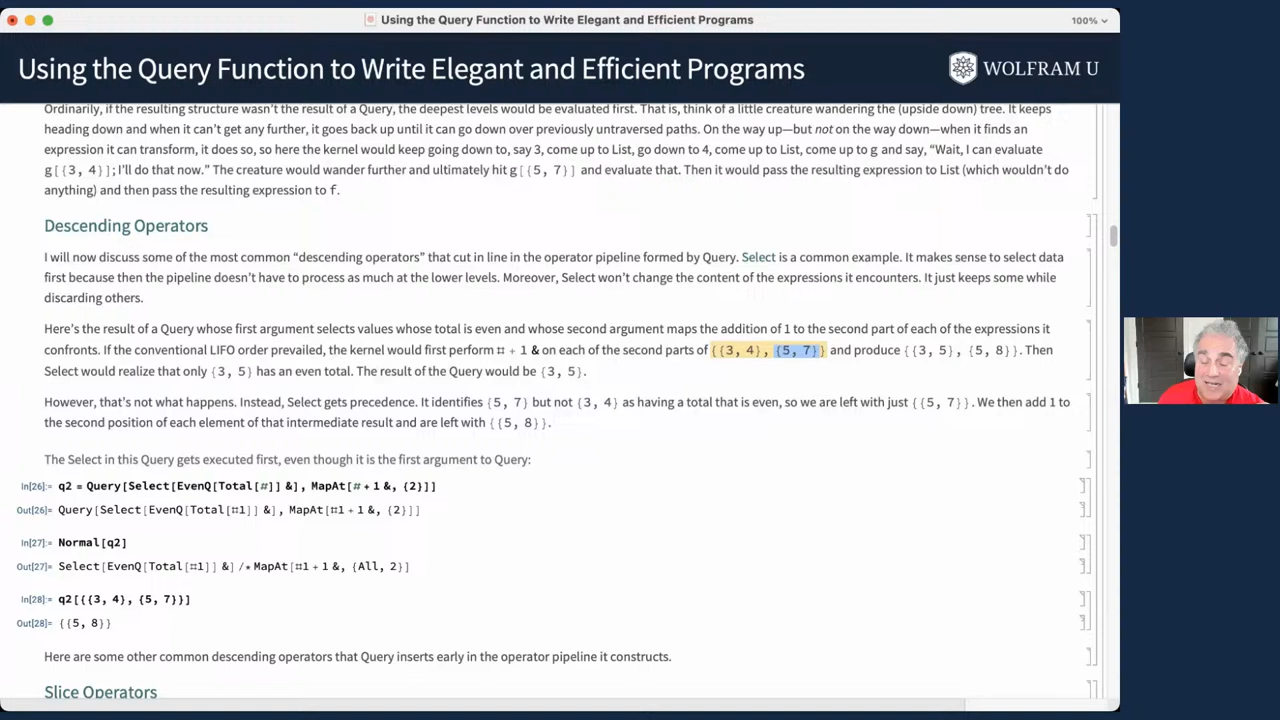 Using the Query Function to Write Elegant and Efficient Programs
100%
Using the Query Function to Write Elegant and Efficient Programs
WOLFRAM U
Ordinarily, if the resulting structure wasn't the result of a Query, the deepest levels would be evaluated first. That is, think of a little creature wandering the (upside down) tree. It keeps
heading down and when it can't get any further, it goes back up until it can go down over previously untraversed paths. On the way up—but not on the way down—when it finds an
expression it can transform, it does so, so here the kernel would keep going down to, say 3, come up to List, go down to 4, come up to List, come up to g and say, "Wait, I can evaluate
g[{3, 4}]; I'll do that now." The creature would wander further and ultimately hit g[{5, 7}] and evaluate that. Then it would pass the resulting expression to List (which wouldn't do
anything) and then pass the resulting expression to f.
Descending Operators
I will now discuss some of the most common "descending operators" that cut in line in the operator pipeline formed by Query. Select is a common example. It makes sense to select data
first because then the pipeline doesn't have to process as much at the lower levels. Moreover, Select won't change the content of the expressions it encounters. It just keeps some while
discarding others.
Here's the result of a Query whose first argument selects values whose total is even and whose second argument maps the addition of 1 to the second part of each of the expressions it
confronts. If the conventional LIFO order prevailed, the kernel would first perform # + 1 & on each of the second parts of {{3, 4}, {5, 7}} and produce {{3, 5}, {5, 8}}. Then
Select would realize that only {3, 5} has an even total. The result of the Query would be {3, 5}.
However, that's not what happens. Instead, Select gets precedence. It identifies {5, 7} but not {3, 4} as having a total that is even, so we are left with just {{5, 7}}. We then add 1 to
the second position of each element of that intermediate result and are left with {{5, 8}}.
The Select in this Query gets executed first, even though it is the first argument to Query:
In[26]:= q2 = Query[Select[EvenQ[Total[#]] &], MapAt[# + 1 &, {2}]]
Out[26]= Query[Select[EvenQ[Total[#1]] &], MapAt[#1 + 1 &, {2}]]
In[27]:= Normal[q2]
Out[27]= Select[EvenQ[Total[#1]] &] /* MapAt[#1 + 1 &, {All, 2}]
In[28]:= q2[{{3, 4}, {5, 7}}]
Out[28]= {{5, 8}}
Here are some other common descending operators that Query inserts early in the operator pipeline it constructs.
Slice Operators